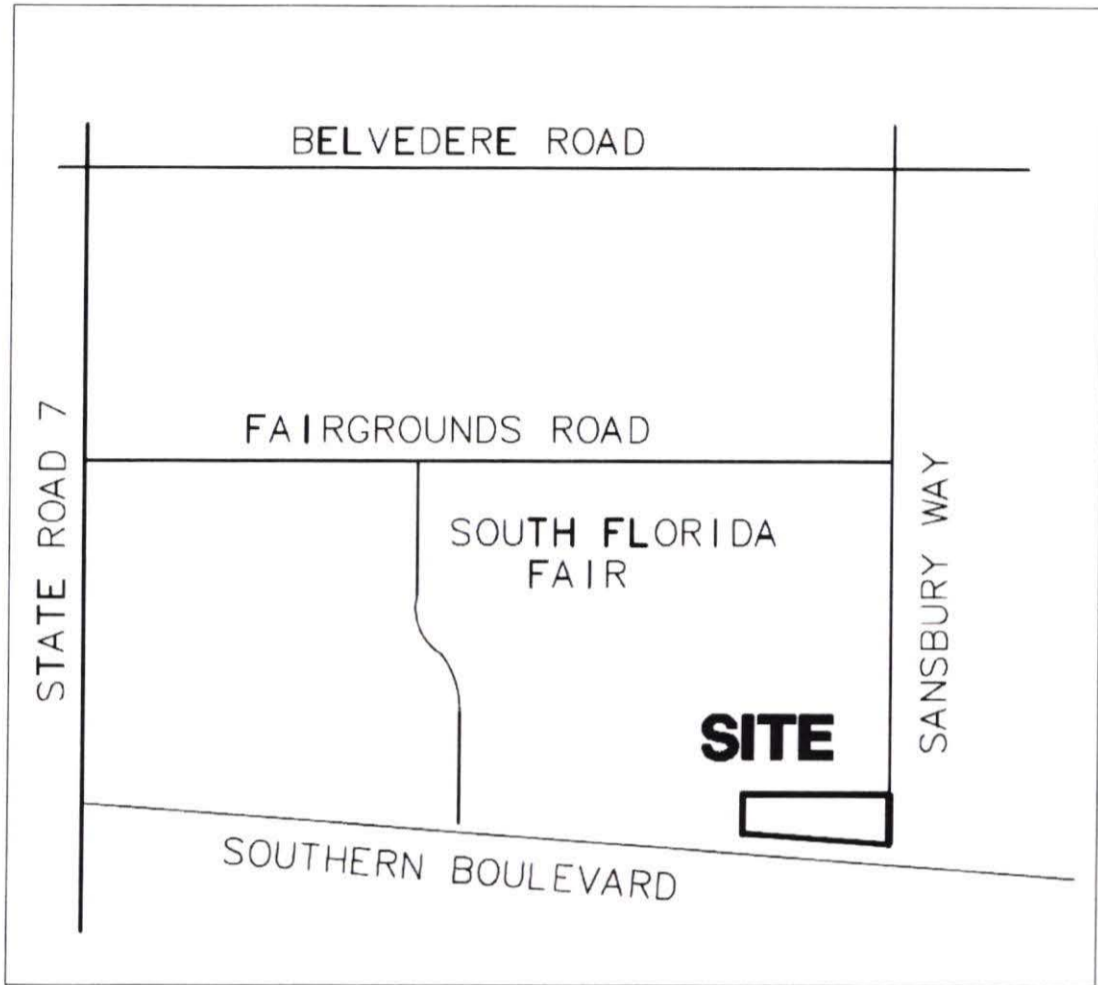 BELVEDERE ROAD
FAIRGROUNDS ROAD
STATE ROAD 7
SOUTH FLORIDA
FAIR
SANSBURY WAY
SITE
SOUTHERN BOULEVARD